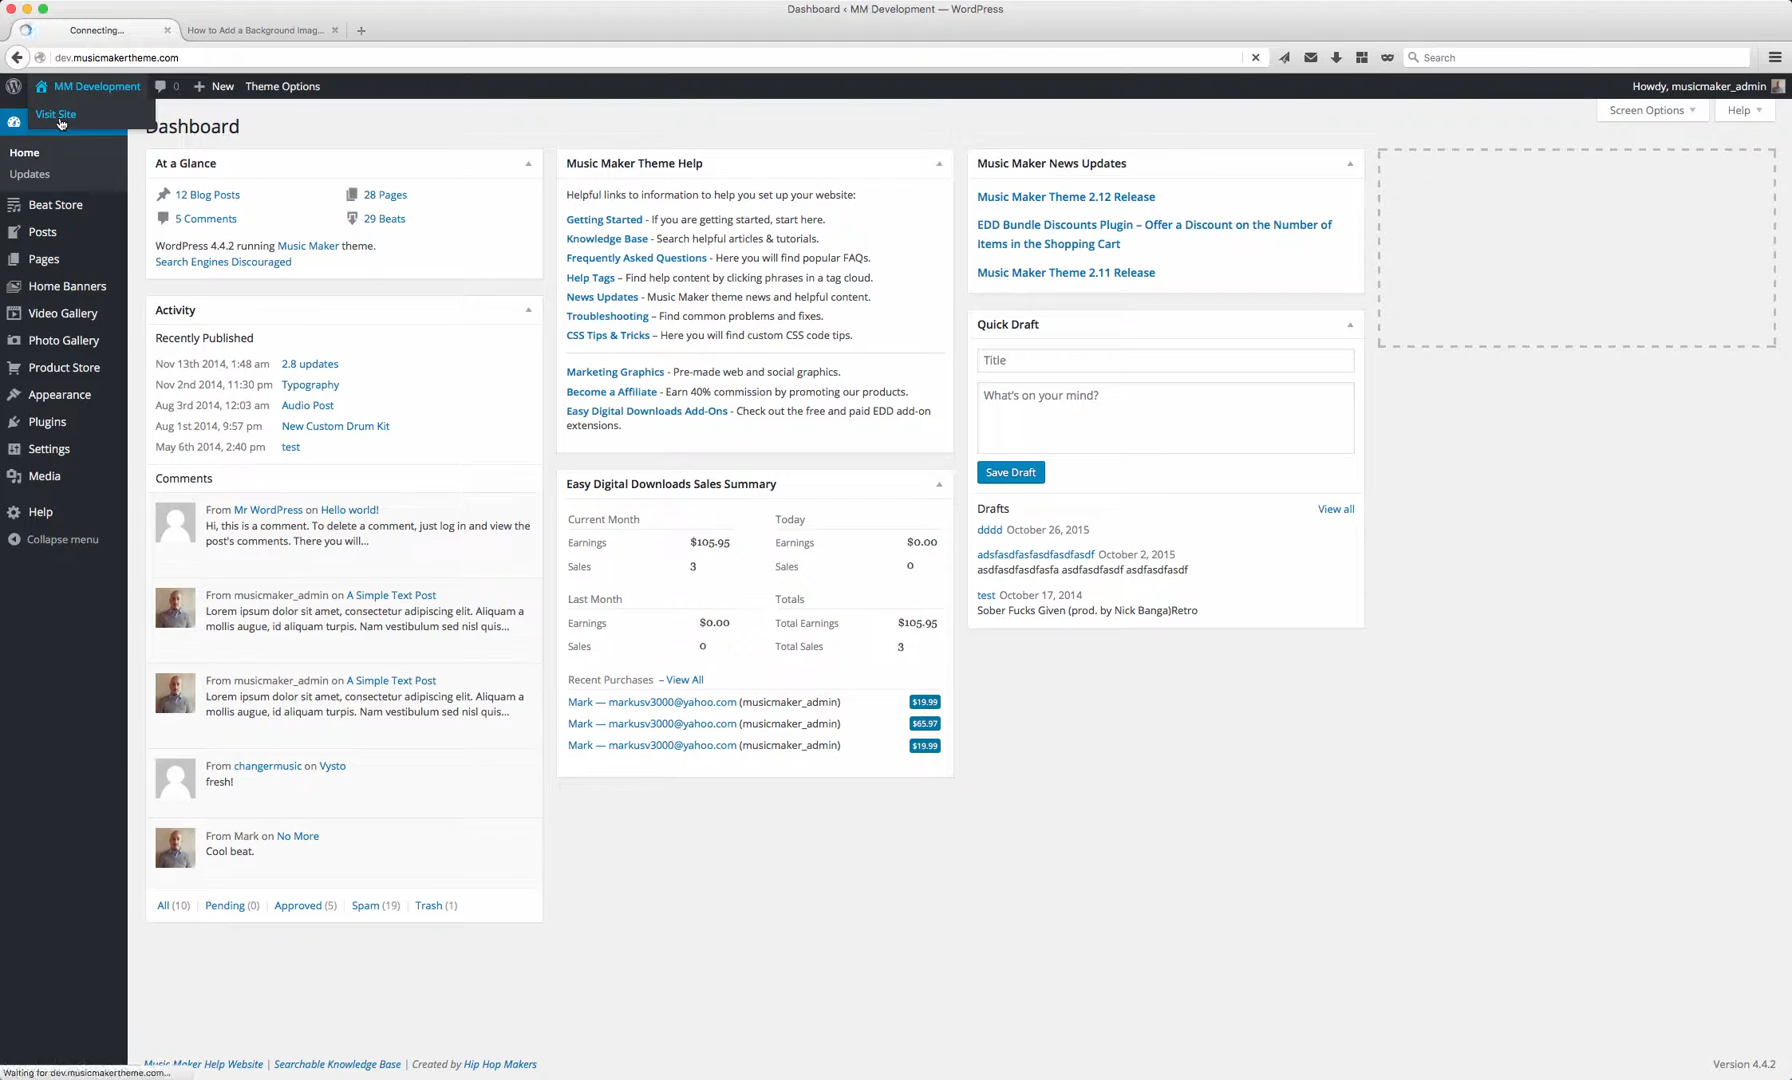 Dashboard ‹ MM Development — WordPress
Connecting...
How to Add a Background Imag...
dev.musicmakertheme.com
Search
MM Development
0
New
Theme Options
Howdy, musicmaker_admin
Visit Site
Screen Options
Help
Dashboard
Home
Updates
Beat Store
Posts
Pages
Home Banners
Video Gallery
Photo Gallery
Product Store
Appearance
Plugins
Settings
Media
Help
Collapse menu
At a Glance
12 Blog Posts
28 Pages
5 Comments
29 Beats
WordPress 4.4.2 running Music Maker theme.
Search Engines Discouraged
Activity
Recently Published
Nov 13th 2014, 1:48 am 2.8 updates
Nov 2nd 2014, 11:30 pm Typography
Aug 3rd 2014, 12:03 am Audio Post
Aug 1st 2014, 9:57 pm New Custom Drum Kit
May 6th 2014, 2:40 pm test
Comments
From Mr WordPress on Hello world!
Hi, this is a comment. To delete a comment, just log in and view the
post's comments. There you will...
From musicmaker_admin on A Simple Text Post
Lorem ipsum dolor sit amet, consectetur adipiscing elit. Aliquam a
mollis augue, id aliquam turpis. Nam vestibulum sed nisl quis...
From musicmaker_admin on A Simple Text Post
Lorem ipsum dolor sit amet, consectetur adipiscing elit. Aliquam a
mollis augue, id aliquam turpis. Nam vestibulum sed nisl quis...
From changermusic on Vysto
fresh!
From Mark on No More
Cool beat.
All (10) | Pending (0) | Approved (5) | Spam (19) | Trash (1)
Music Maker Theme Help
Helpful links to information to help you set up your website:
Getting Started - If you are getting started, start here.
Knowledge Base - Search helpful articles & tutorials.
Frequently Asked Questions - Here you will find popular FAQs.
Help Tags – Find help content by clicking phrases in a tag cloud.
News Updates - Music Maker theme news and helpful content.
Troubleshooting – Find common problems and fixes.
CSS Tips & Tricks – Here you will find custom CSS code tips.
Marketing Graphics - Pre-made web and social graphics.
Become a Affiliate - Earn 40% commission by promoting our products.
Easy Digital Downloads Add-Ons - Check out the free and paid EDD add-on
extensions.
Easy Digital Downloads Sales Summary
Current Month
Today
Earnings $105.95
Earnings $0.00
Sales 3
Sales 0
Last Month
Totals
Earnings $0.00
Total Earnings $105.95
Sales 0
Total Sales 3
Recent Purchases – View All
Mark — markusv3000@yahoo.com (musicmaker_admin) $19.99
Mark — markusv3000@yahoo.com (musicmaker_admin) $65.97
Mark — markusv3000@yahoo.com (musicmaker_admin) $19.99
Music Maker News Updates
Music Maker Theme 2.12 Release
EDD Bundle Discounts Plugin – Offer a Discount on the Number of
Items in the Shopping Cart
Music Maker Theme 2.11 Release
Quick Draft
Title
What's on your mind?
Save Draft
Drafts
View all
dddd October 26, 2015
adsfasdfasfasdfasdfasdf October 2, 2015
asdfasdfasdfasfa asdfasdfasdf asdfasdfasdf
test October 17, 2014
Sober Fucks Given (prod. by Nick Banga)Retro
Music Maker Help Website | Searchable Knowledge Base | Created by Hip Hop Makers
Version 4.4.2
Waiting for dev.musicmakertheme.com...